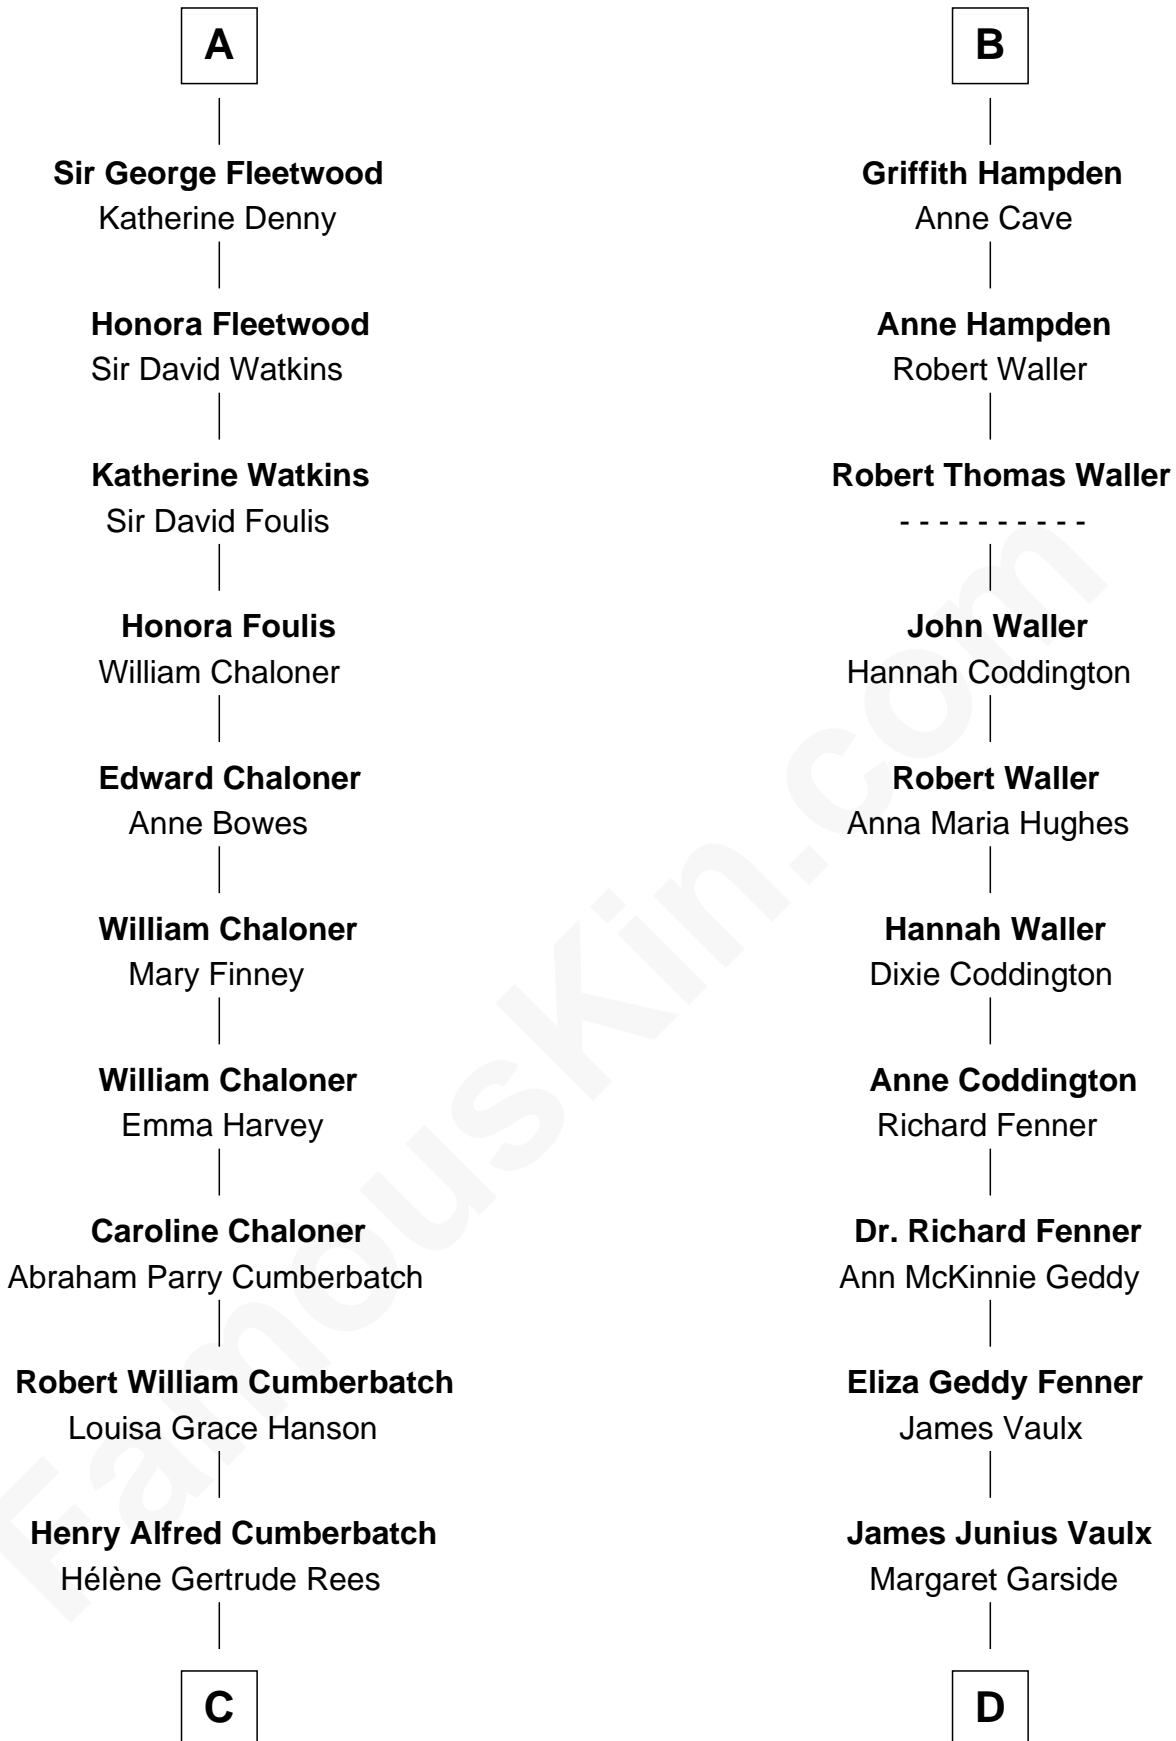 A
Sir George Fleetwood
Katherine Denny
Honora Fleetwood
Sir David Watkins
Katherine Watkins
Sir David Foulis
Honora Foulis
William Chaloner
Edward Chaloner
Anne Bowes
William Chaloner
Mary Finney
William Chaloner
Emma Harvey
Caroline Chaloner
Abraham Parry Cumberbatch
Robert William Cumberbatch
Louisa Grace Hanson
Henry Alfred Cumberbatch
Hélène Gertrude Rees
C
B
Griffith Hampden
Anne Cave
Anne Hampden
Robert Waller
Robert Thomas Waller
- - - - - - - - - -
John Waller
Hannah Coddington
Robert Waller
Anna Maria Hughes
Hannah Waller
Dixie Coddington
Anne Coddington
Richard Fenner
Dr. Richard Fenner
Ann McKinnie Geddy
Eliza Geddy Fenner
James Vaulx
James Junius Vaulx
Margaret Garside
D
FamousKin.com